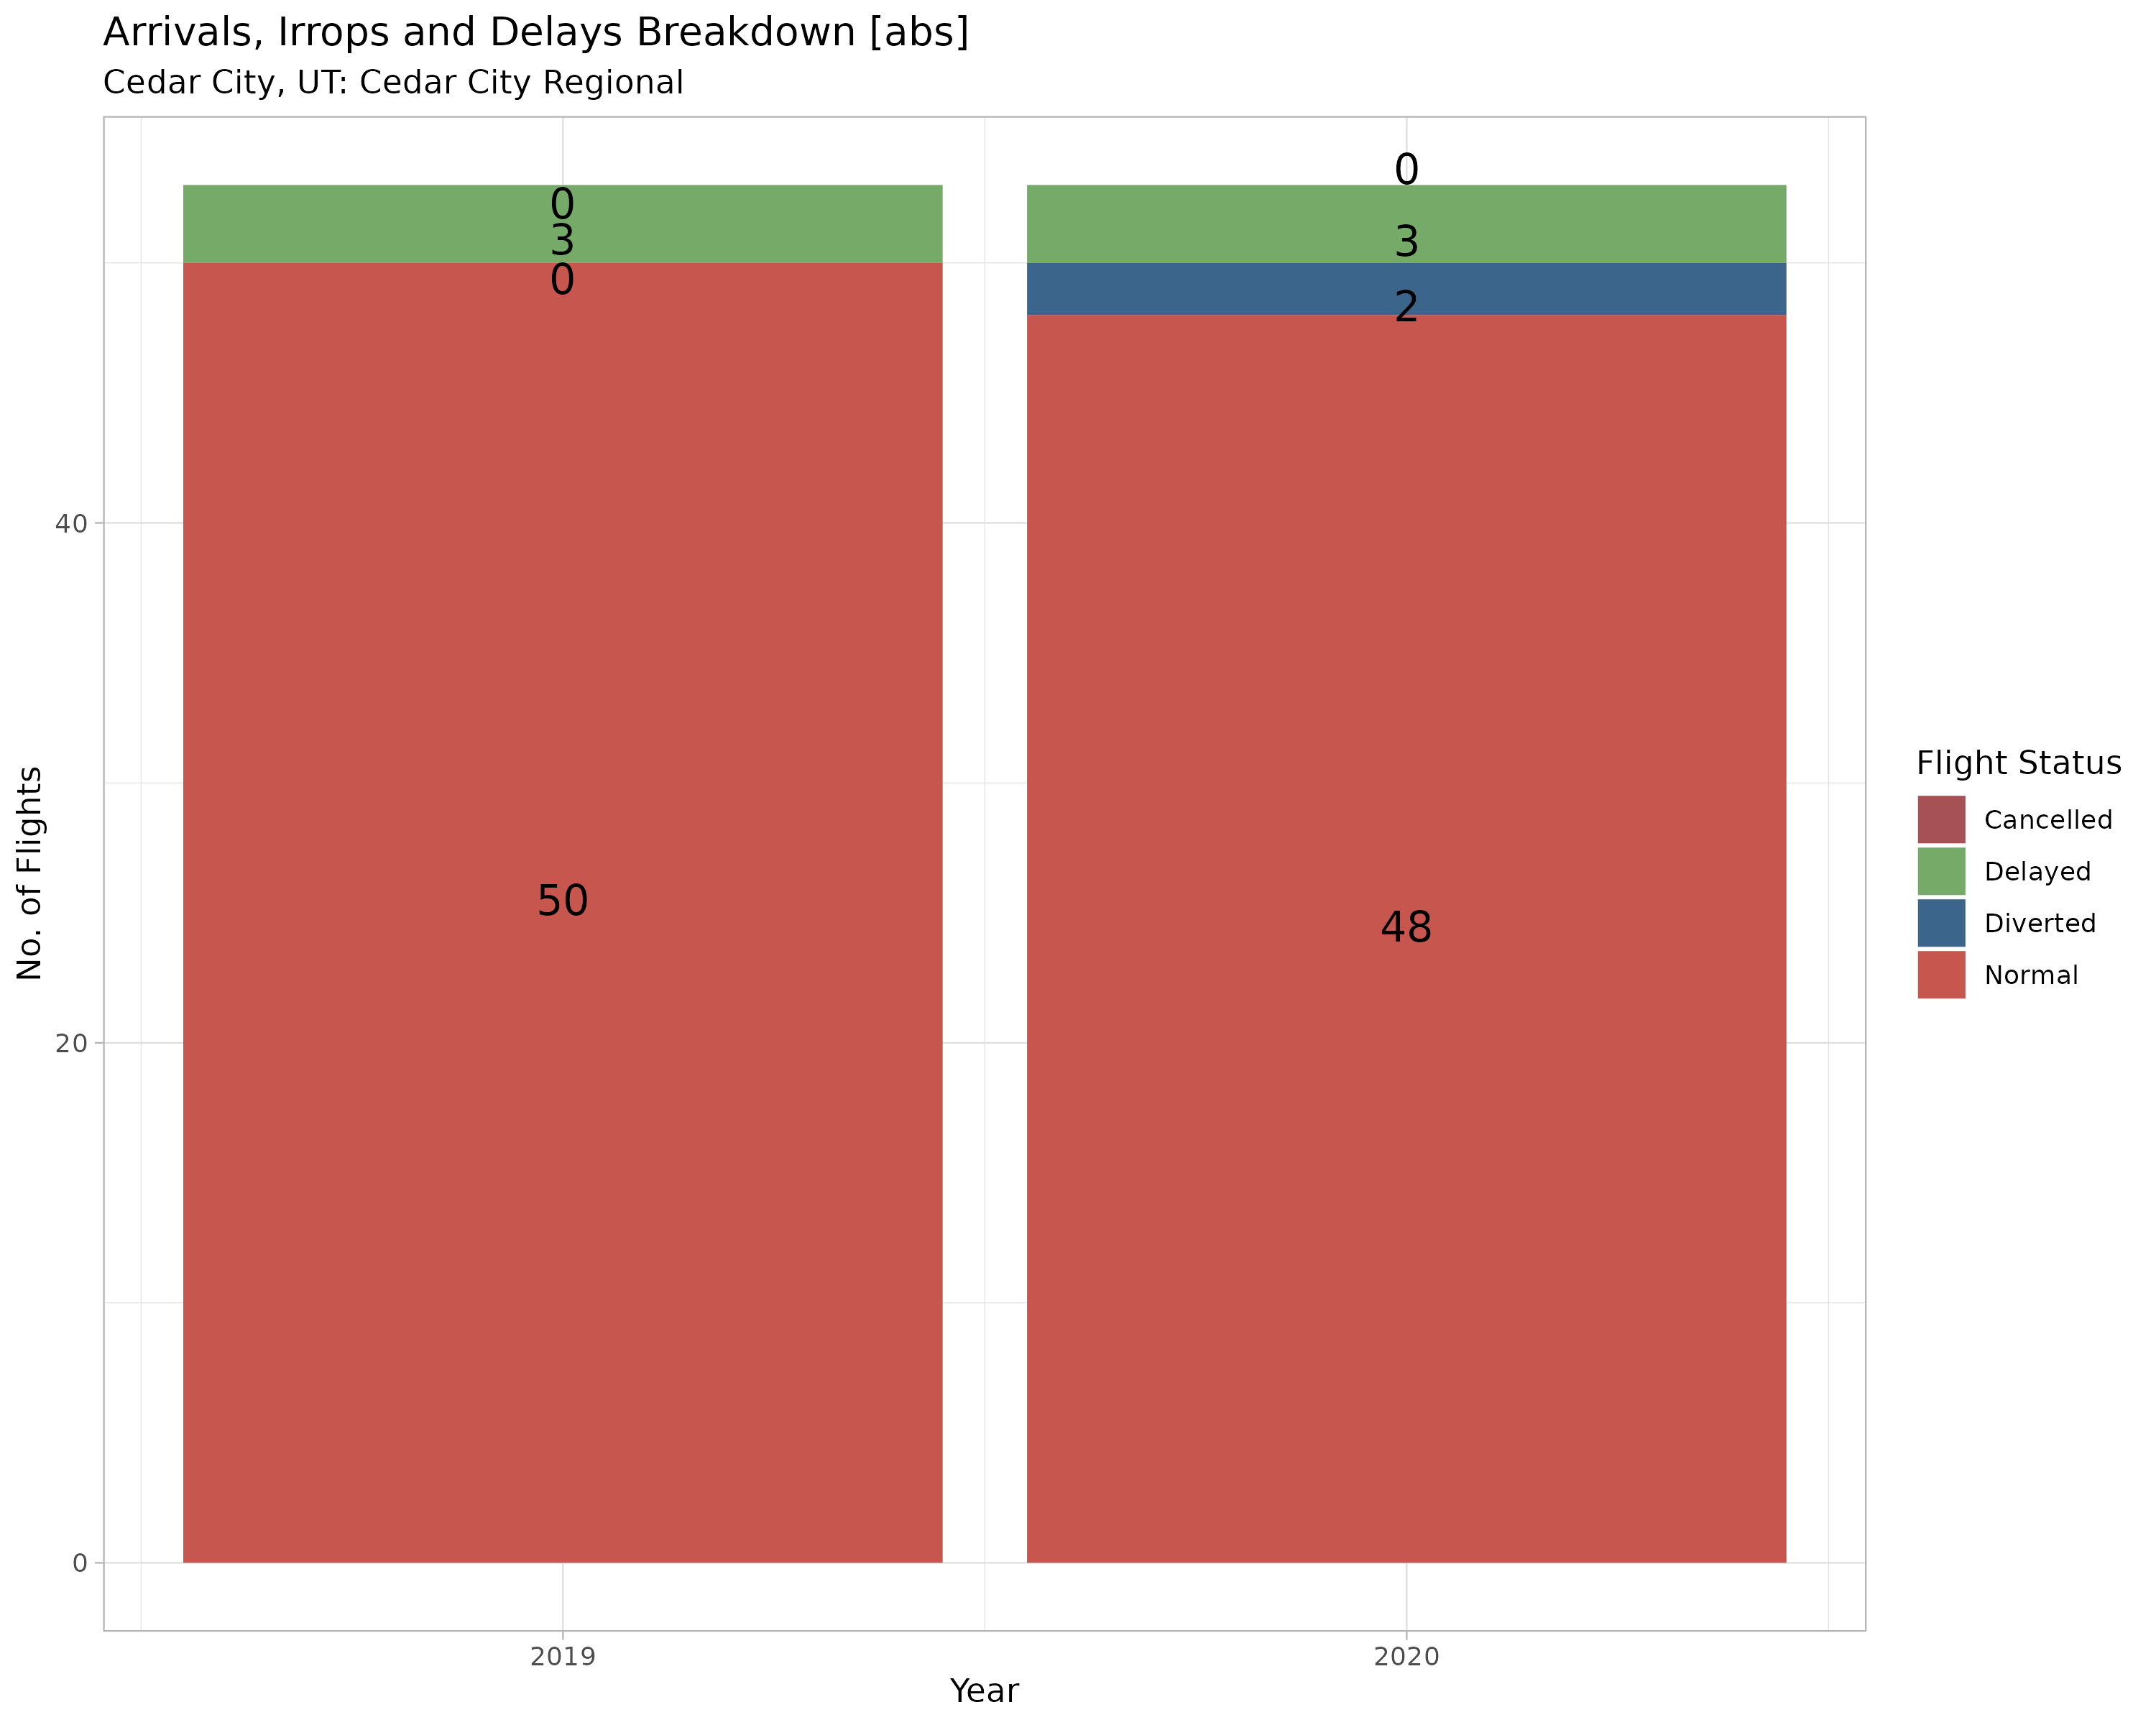 Arrivals, Irrops and Delays Breakdown [abs]
Cedar City, UT: Cedar City Regional
No. of Flights
40
20
0
0
3
0
50
0
3
2
48
2019
2020
Year
Flight Status
Cancelled
Delayed
Diverted
Normal